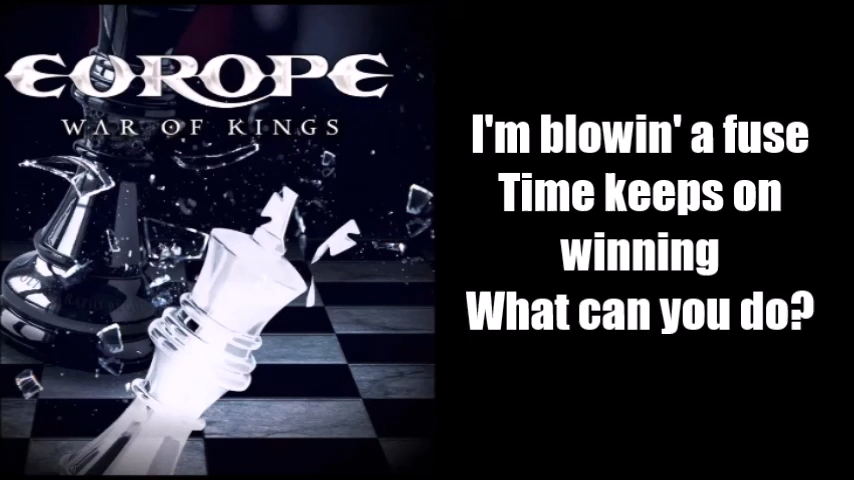 EUROPE
WAR OF KINGS
I'm blowin' a fuse
Time keeps on
winning
What can you do?